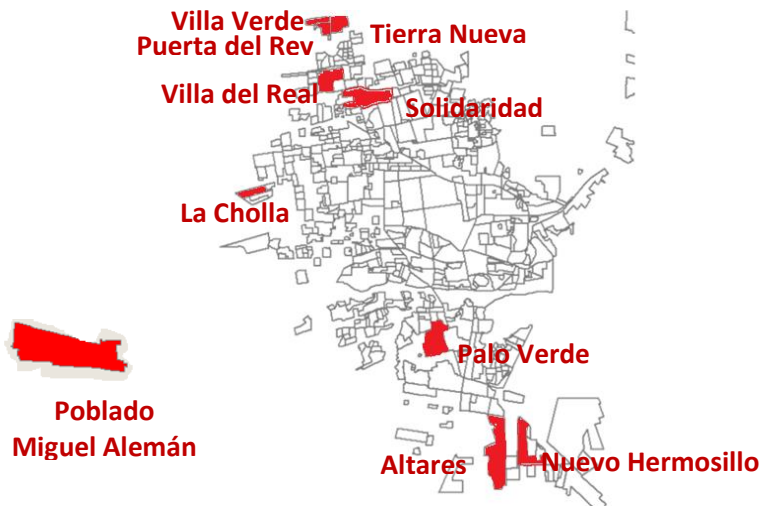 Villa Verde
Puerta del Rey
Tierra Nueva
Villa del Real
Solidaridad
La Cholla
Palo Verde
Poblado
Miguel Alemán
Altares
Nuevo Hermosillo